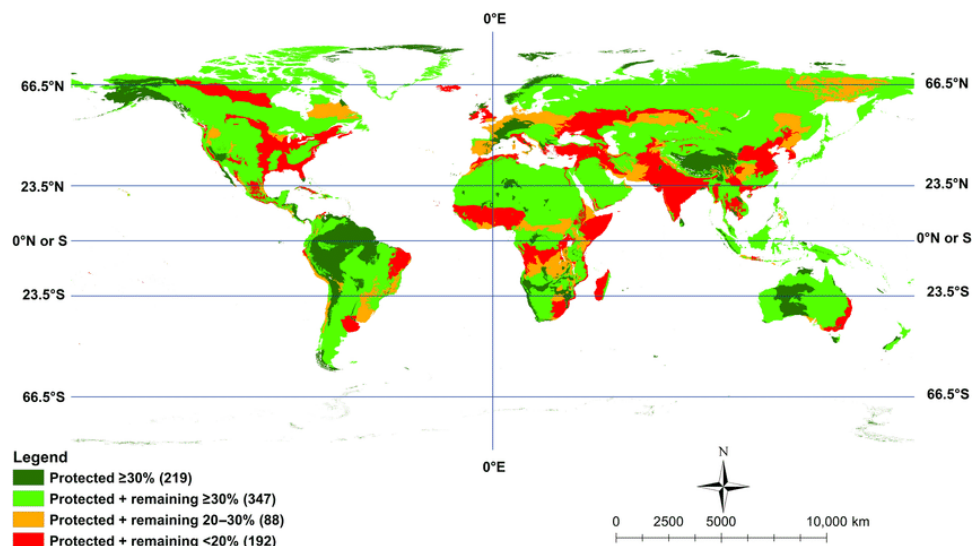 0°E
66.5°N
66.5°N
23.5°N
23.5°N
0°N or S
0°N or S
23.5°S
23.5°S
66.5°S
66.5°S
0°E
Legend
Protected ≥30% (219)
Protected + remaining ≥30% (347)
Protected + remaining 20–30% (88)
Protected + remaining <20% (192)
N
0 2500 5000 10,000 km